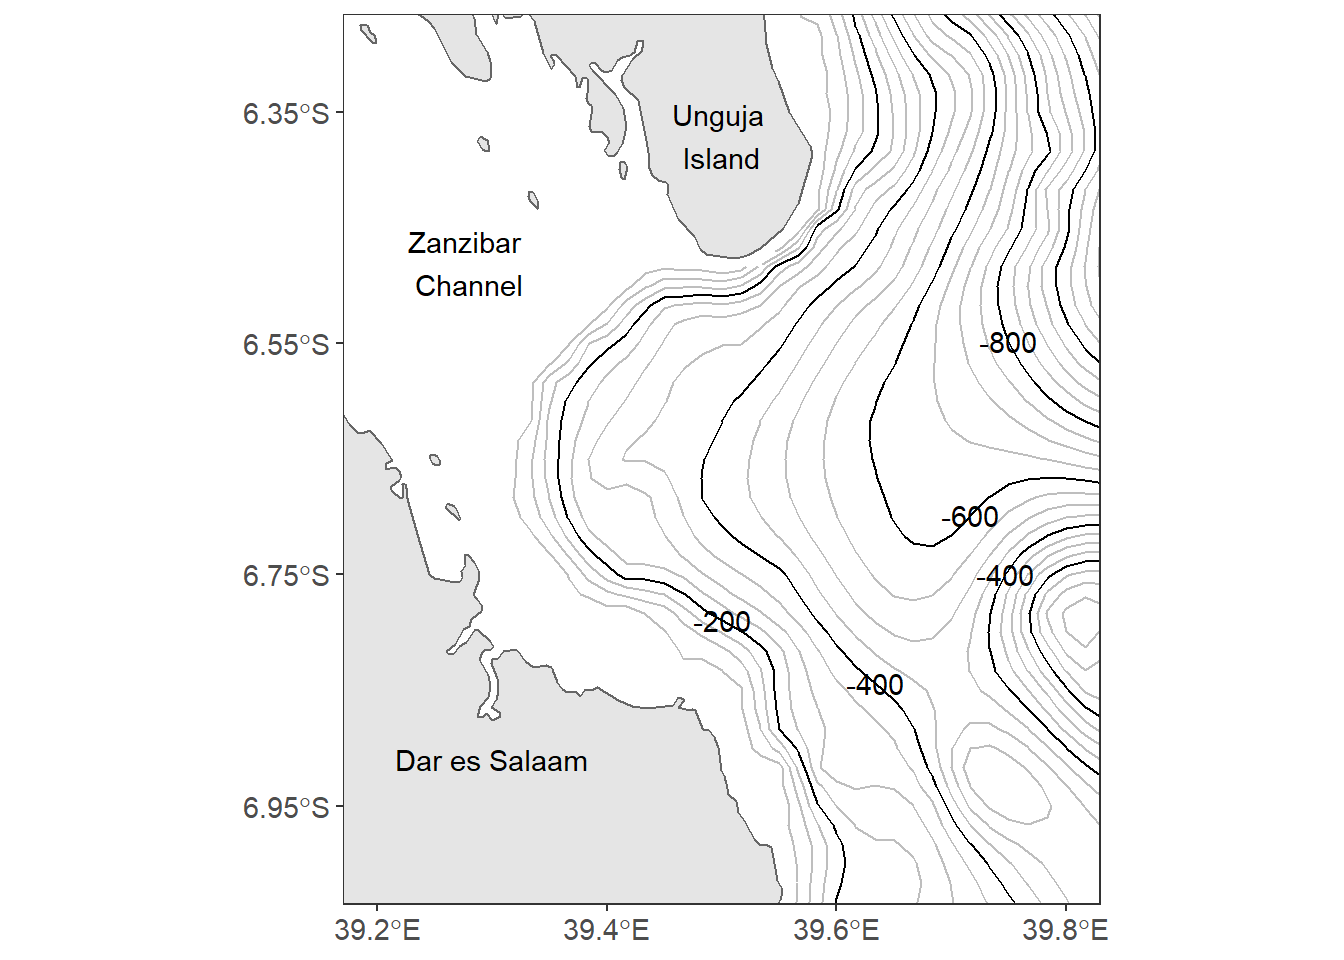 6.35°S
6.55°S
6.75°S
6.95°S
Unguja
Island
Zanzibar
Channel
-800
-600
-400
-200
-400
Dar es Salaam
39.2°E
39.4°E
39.6°E
39.8°E